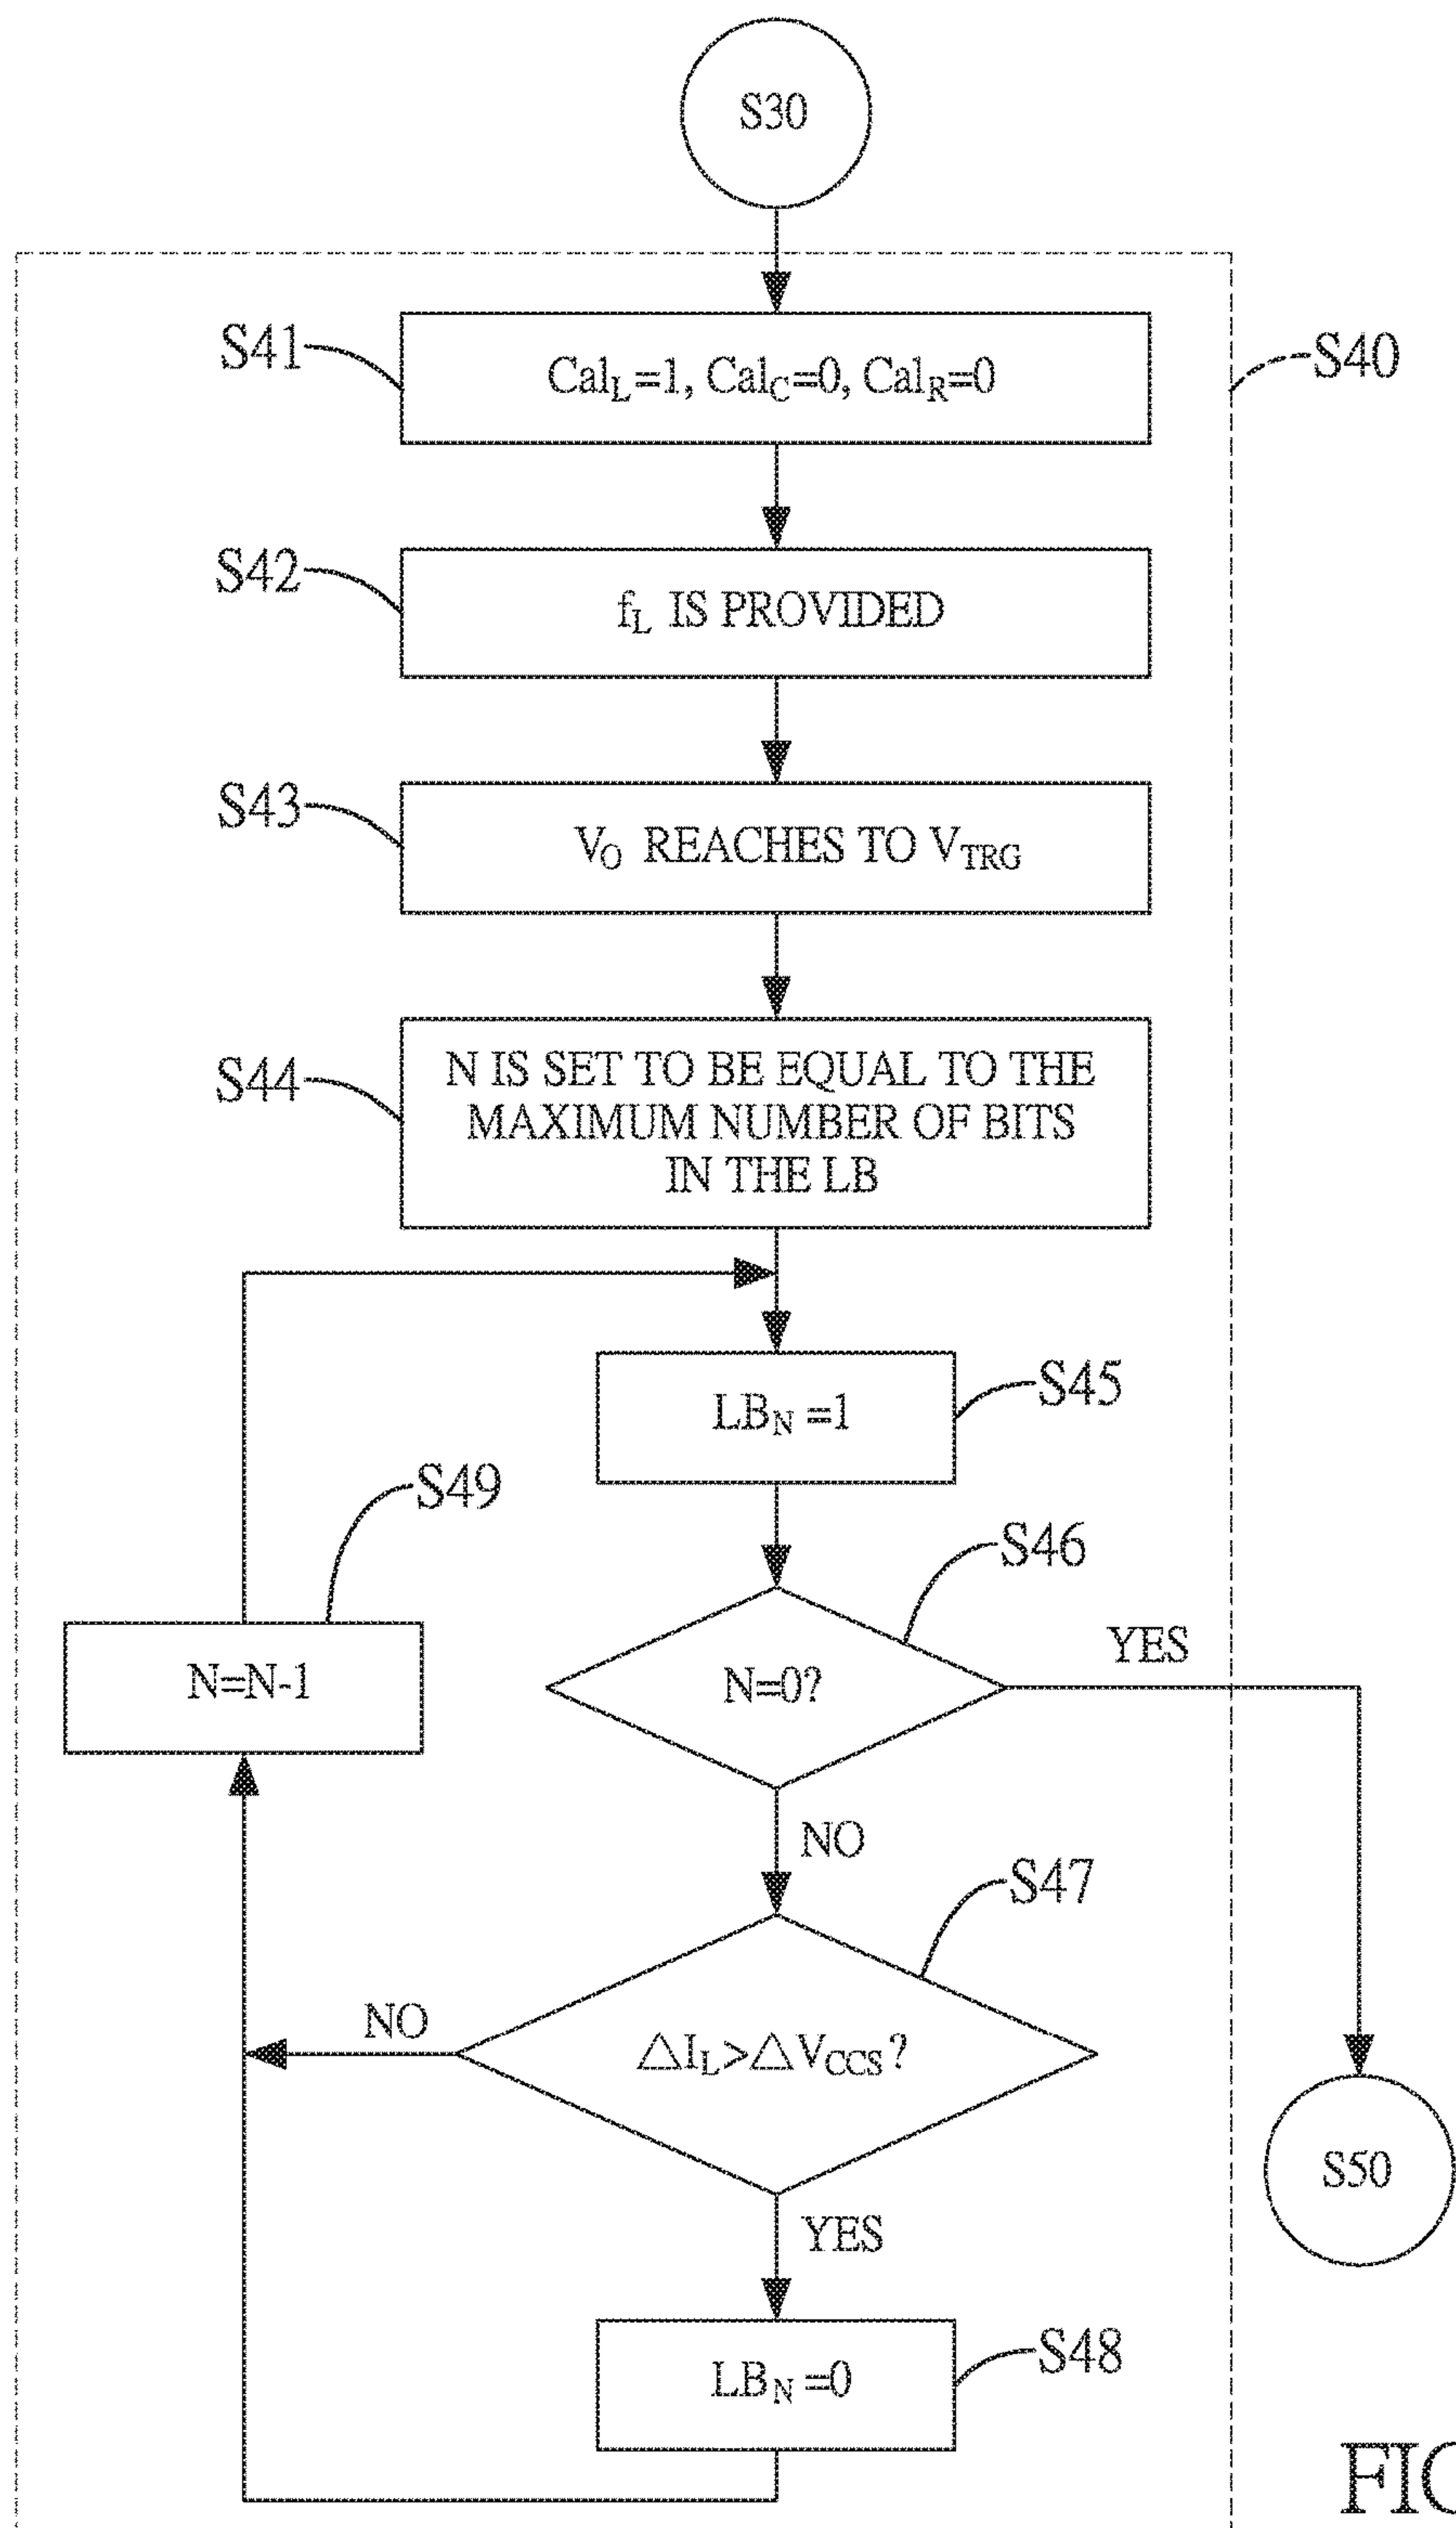 S30
S40
S41
Cal_L=1, Cal_C=0, Cal_R=0
S42
f_L IS PROVIDED
S43
V_O REACHES TO V_TRG
S44
N IS SET TO BE EQUAL TO THE
MAXIMUM NUMBER OF BITS
IN THE LB
S45
LB_N =1
S49
N=N-1
S46
N=0?
YES
NO
S47
△I_L>△V_CCS?
NO
YES
S50
S48
LB_N =0